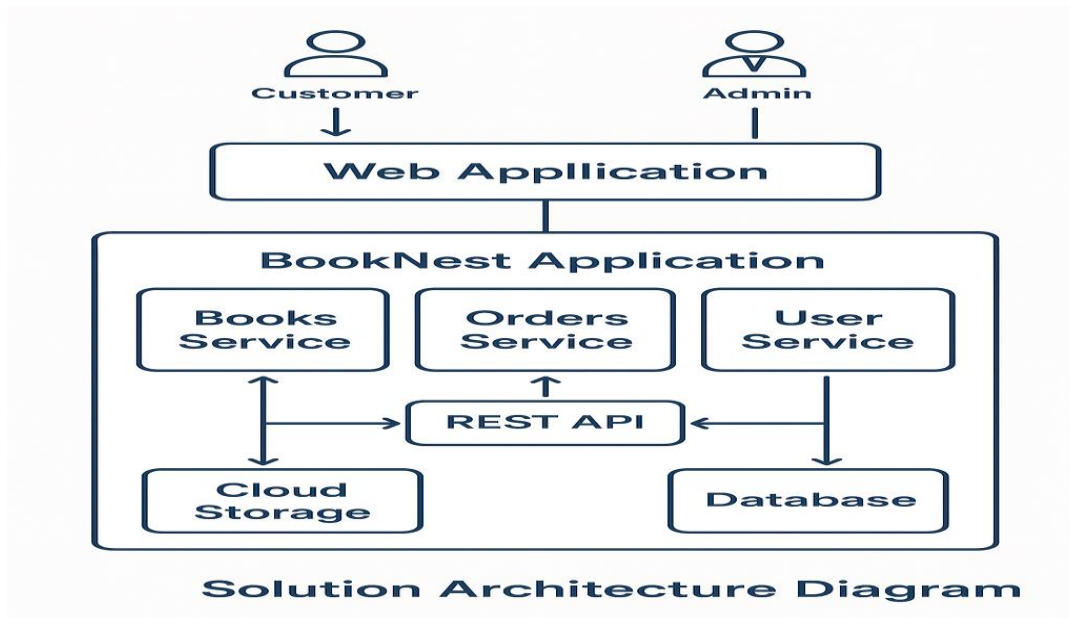 Customer
Admin
Web Appllication
BookNest Application
Books
Service
Orders
Service
User
Service
REST API
Cloud
Storage
Database
Solution Architecture Diagram